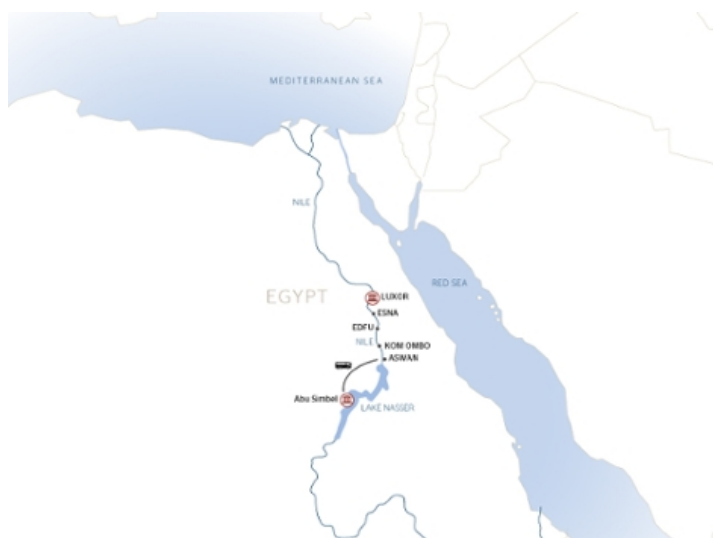 MEDITERRANEAN SEA
NILE
RED SEA
EGYPT
LUXOR
ESNA
EDFU
NILE
KOM OMBO
ASWAN
Abu Simbel
LAKE NASSER